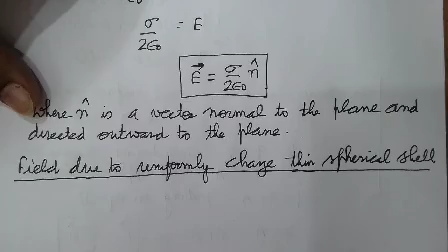 σ/2ε₀ = E
E⃗ = σ/2ε₀ n̂
Where n̂ is a vector normal to the plane and
directed outward to the plane.
Field due to uniformly charge thin spherical shell